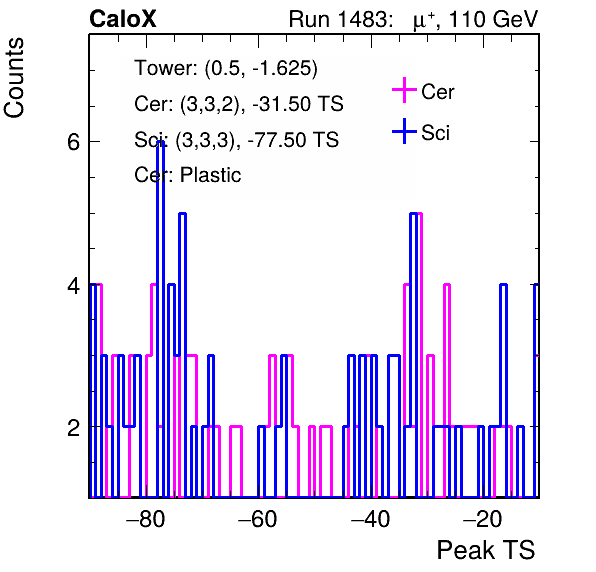 CaloX Run 1483: μ⁺, 110 GeV
Counts
Tower: (0.5, -1.625)
Cer: (3,3,2), -31.50 TS
Sci: (3,3,3), -77.50 TS
Cer: Plastic
Cer
Sci
6
4
2
−80 −60 −40 −20
Peak TS